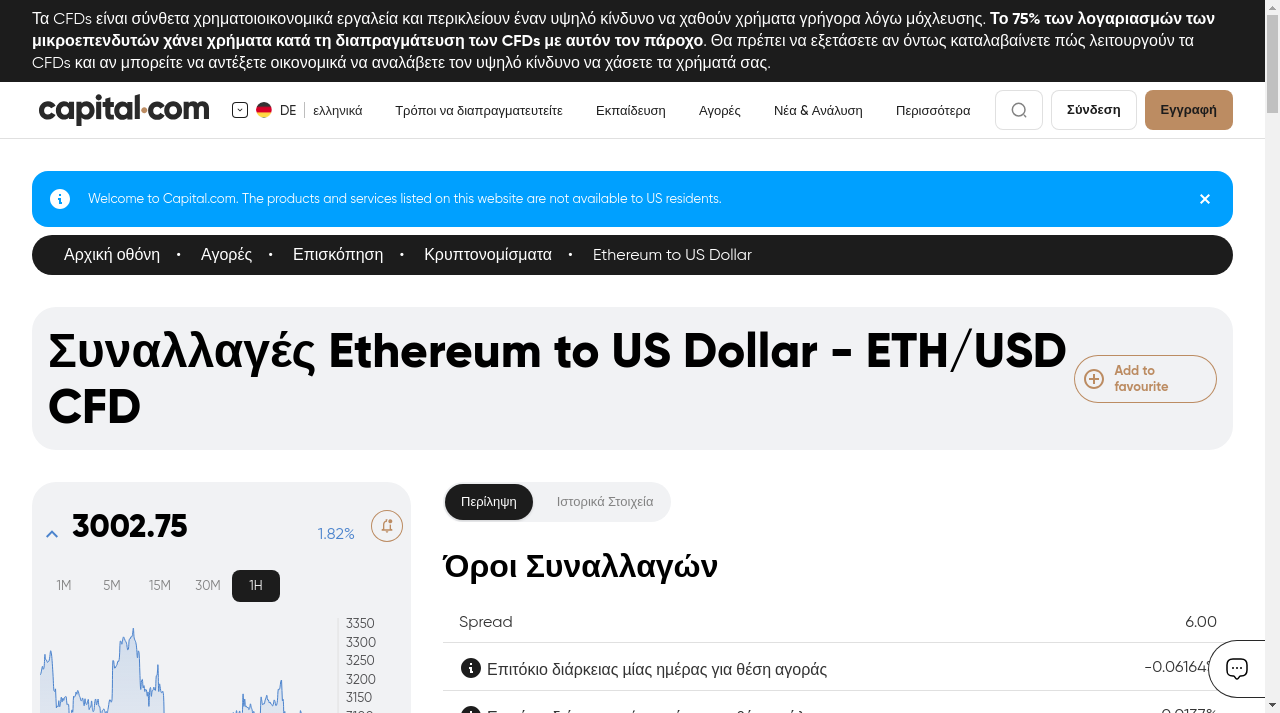 Τα CFDs είναι σύνθετα χρηματοιοικονομικά εργαλεία και περικλείουν έναν υψηλό κίνδυνο να χαθούν χρήματα γρήγορα λόγω μόχλευσης. Το 75% των λογαριασμών των
μικροεπενδυτών χάνει χρήματα κατά τη διαπραγμάτευση των CFDs με αυτόν τον πάροχο. Θα πρέπει να εξετάσετε αν όντως καταλαβαίνετε πώς λειτουργούν τα
CFDs και αν μπορείτε να αντέξετε οικονομικά να αναλάβετε τον υψηλό κίνδυνο να χάσετε τα χρήματά σας.
capital.com DE ελληνικά Τρόποι να διαπραγματευτείτε Εκπαίδευση Αγορές Νέα & Ανάλυση Περισσότερα Σύνδεση Εγγραφή
Welcome to Capital.com. The products and services listed on this website are not available to US residents.
Αρχική οθόνη • Αγορές • Επισκόπηση • Κρυπτονομίσματα • Ethereum to US Dollar
Συναλλαγές Ethereum to US Dollar - ETH/USD
CFD
Add to
favourite
3002.75 1.82%
1M 5M 15M 30M 1H
3350
3300
3250
3200
3150
Περίληψη Ιστορικά Στοιχεία
Όροι Συναλλαγών
Spread 6.00
Επιτόκιο διάρκειας μίας ημέρας για θέση αγοράς -0.06164